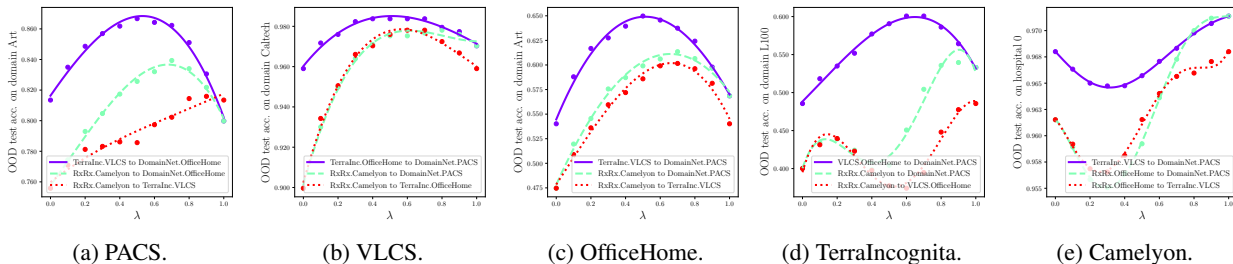 OOD test acc. on domain Art
0.860
0.840
0.820
0.800
0.780
0.760
TerraInc.VLCS to DomainNet.OfficeHome
RxRx.Camelyon to DomainNet.OfficeHome
RxRx.Camelyon to TerraInc.VLCS
0.0 0.2 0.4 0.6 0.8 1.0
λ
(a) PACS.
OOD test acc. on domain Caltech
0.980
0.960
0.940
0.920
0.900
TerraInc.OfficeHome to DomainNet.PACS
RxRx.Camelyon to DomainNet.PACS
RxRx.Camelyon to TerraInc.OfficeHome
0.0 0.2 0.4 0.6 0.8 1.0
λ
(b) VLCS.
OOD test acc. on domain Art
0.650
0.625
0.600
0.575
0.550
0.525
0.500
0.475
TerraInc.VLCS to DomainNet.PACS
RxRx.Camelyon to DomainNet.PACS
RxRx.Camelyon to TerraInc.VLCS
0.0 0.2 0.4 0.6 0.8 1.0
λ
(c) OfficeHome.
OOD test acc. on domain L100
0.600
0.550
0.500
0.450
0.400
VLCS.OfficeHome to DomainNet.PACS
RxRx.Camelyon to DomainNet.PACS
RxRx.Camelyon to VLCS.OfficeHome
0.0 0.2 0.4 0.6 0.8 1.0
λ
(d) TerraIncognita.
OOD test acc. on hospital 0
0.970
0.968
0.965
0.963
0.960
0.958
0.955
TerraInc.VLCS to DomainNet.PACS
RxRx.OfficeHome to DomainNet.PACS
RxRx.OfficeHome to TerraInc.VLCS
0.0 0.2 0.4 0.6 0.8 1.0
λ
(e) Camelyon.